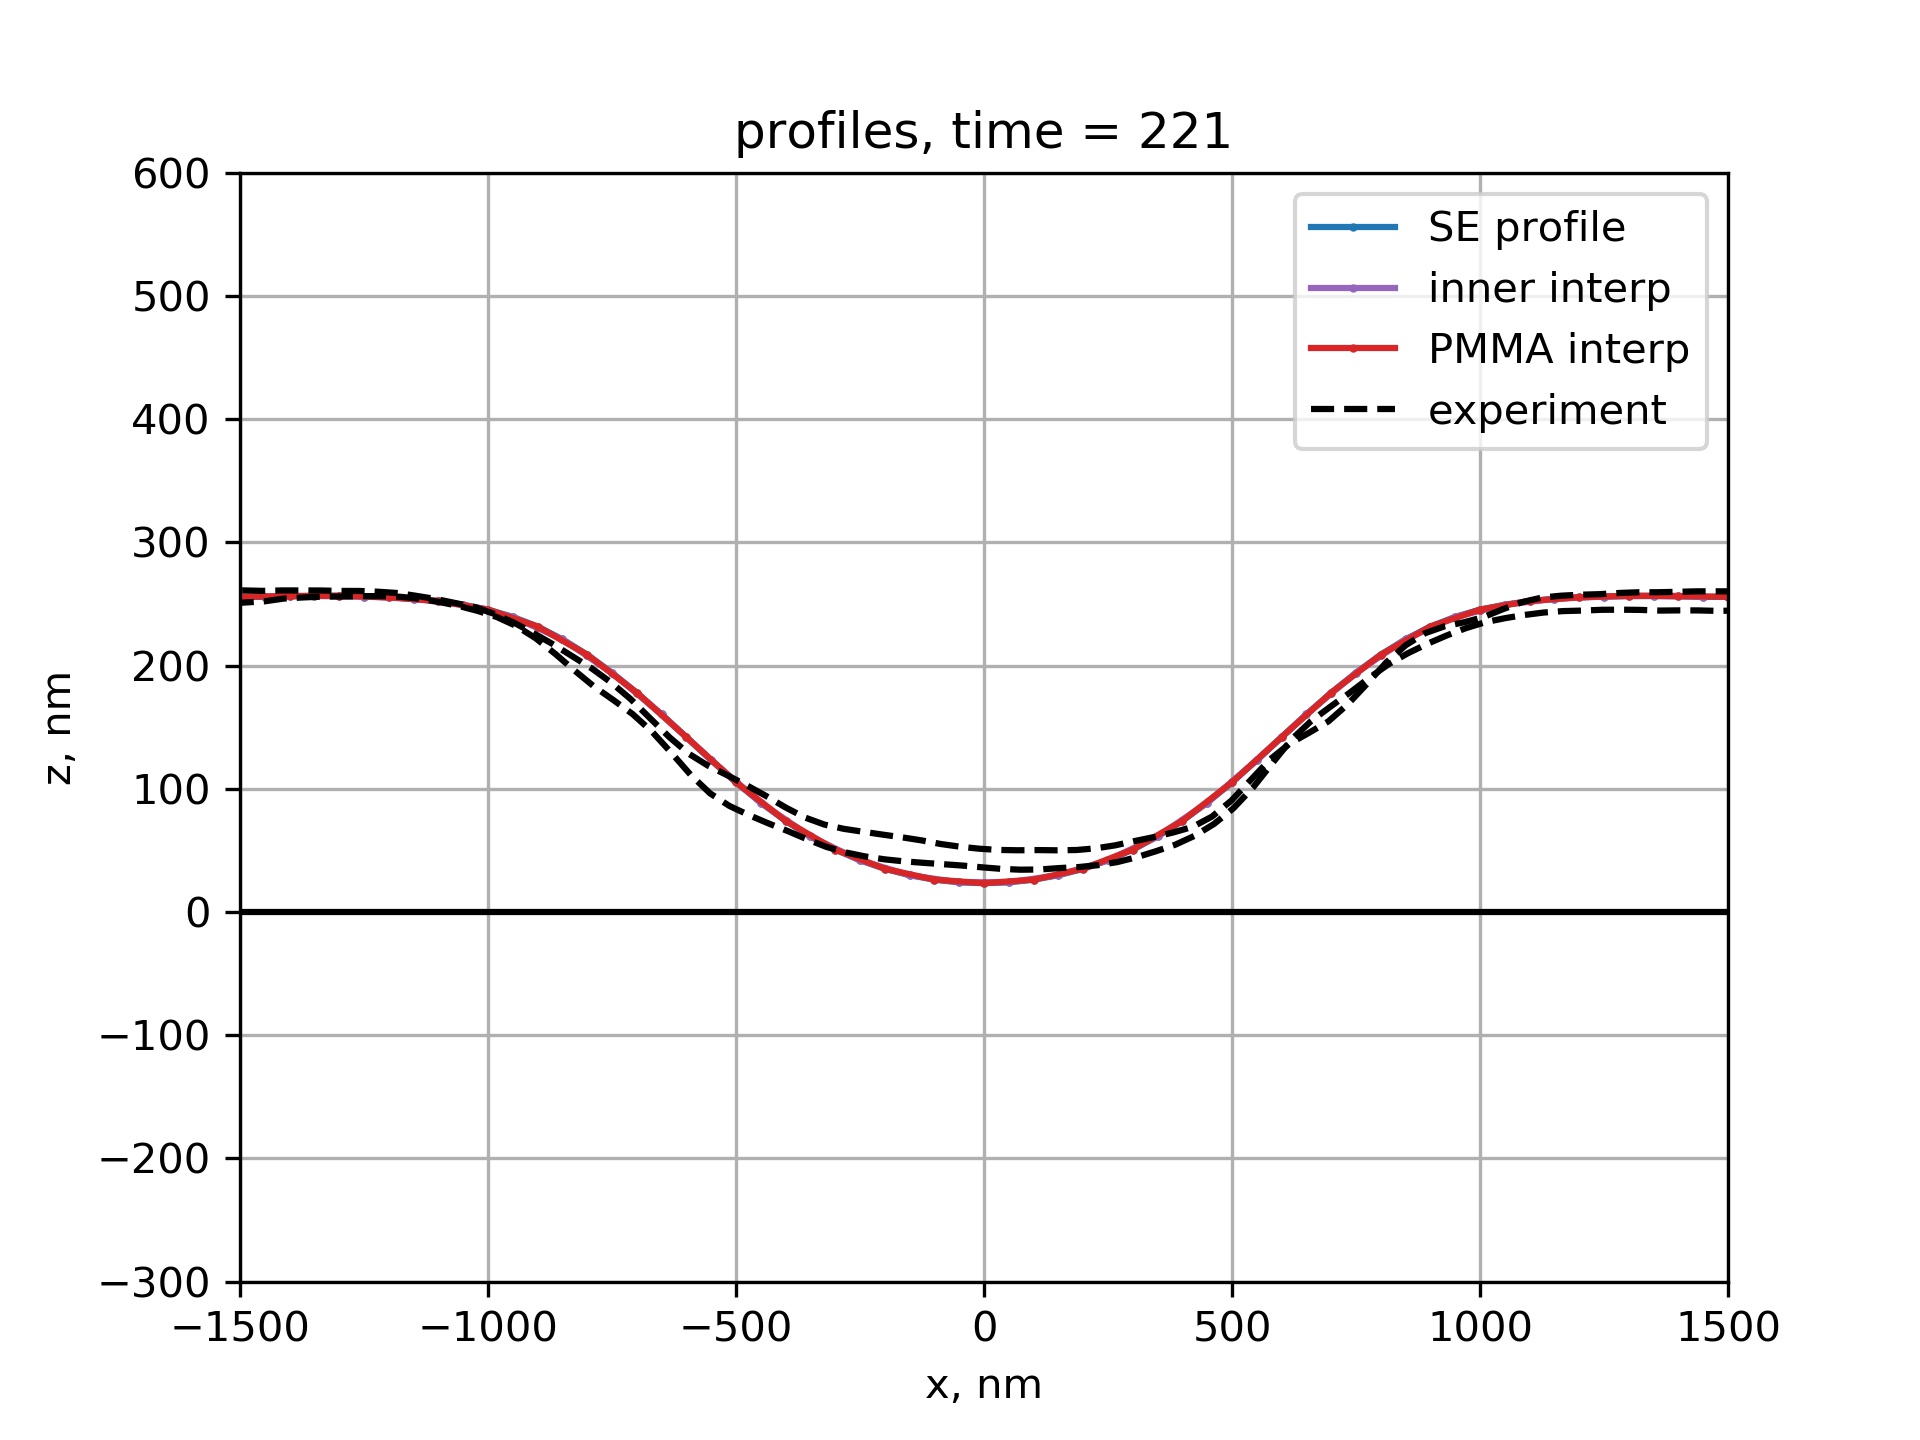 profiles, time = 221
600
500
400
300
200
100
0
−100
−200
−300
z, nm
SE profile
inner interp
PMMA interp
experiment
−1500 −1000 −500 0 500 1000 1500
x, nm